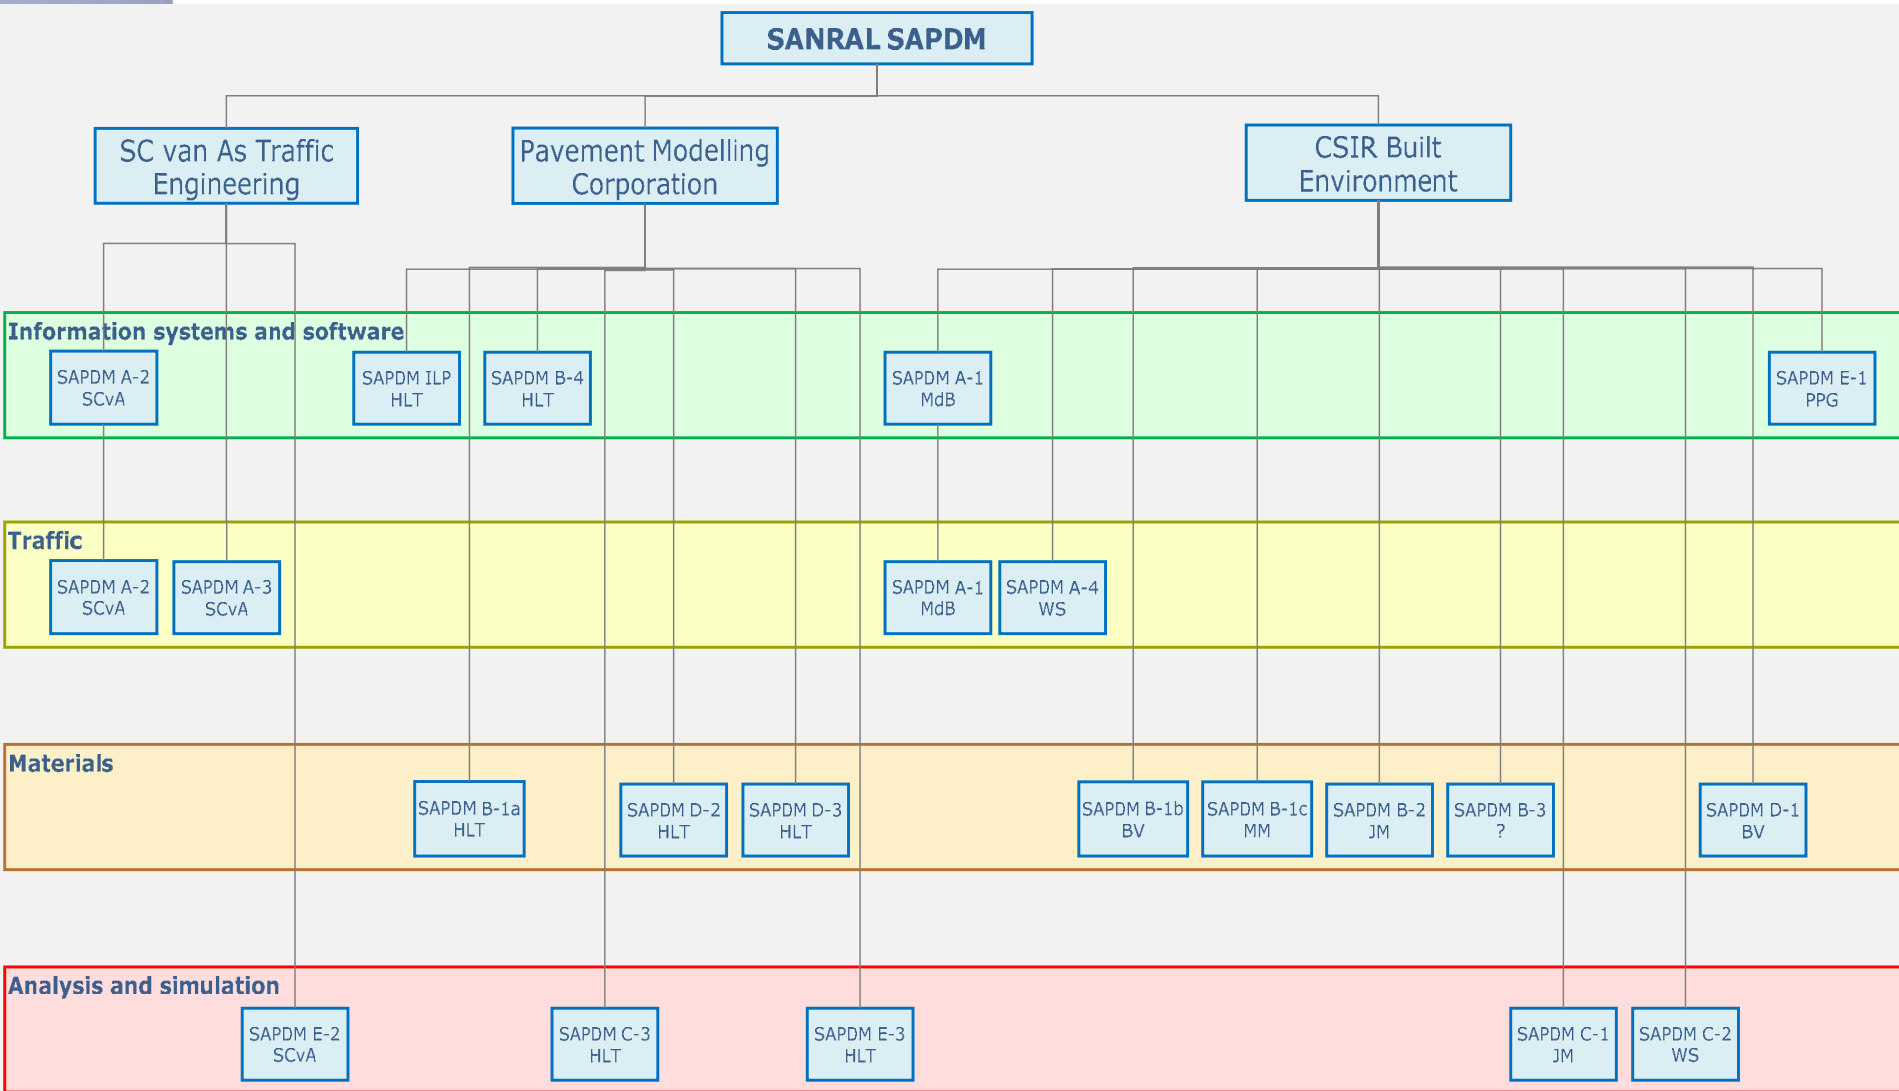 SANRAL SAPDM
SC van As Traffic
Engineering
Pavement Modelling
Corporation
CSIR Built
Environment
Information systems and software
SAPDM A-2
SCvA
SAPDM ILP
HLT
SAPDM B-4
HLT
SAPDM A-1
MdB
SAPDM E-1
PPG
Traffic
SAPDM A-2
SCvA
SAPDM A-3
SCvA
SAPDM A-1
MdB
SAPDM A-4
WS
Materials
SAPDM B-1a
HLT
SAPDM D-2
HLT
SAPDM D-3
HLT
SAPDM B-1b
BV
SAPDM B-1c
MM
SAPDM B-2
JM
SAPDM B-3
?
SAPDM D-1
BV
Analysis and simulation
SAPDM E-2
SCvA
SAPDM C-3
HLT
SAPDM E-3
HLT
SAPDM C-1
JM
SAPDM C-2
WS